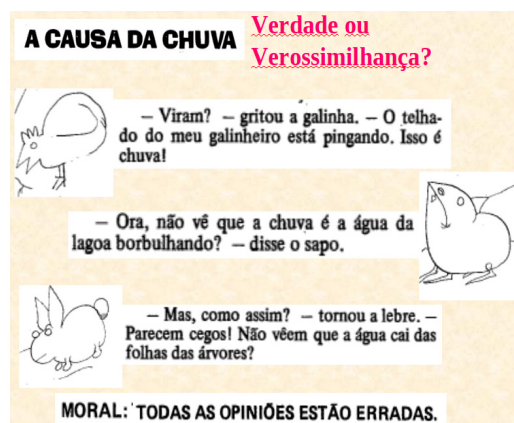 A CAUSA DA CHUVA
Verdade ou
Verossimilhança?
— Viram? — gritou a galinha. — O telha-
do do meu galinheiro está pingando. Isso é
chuva!
— Ora, não vê que a chuva é a água da
lagoa borbulhando? — disse o sapo.
— Mas, como assim? — tornou a lebre. —
Parecem cegos! Não vêem que a água cai das
folhas das árvores?
MORAL: TODAS AS OPINIÕES ESTÃO ERRADAS.